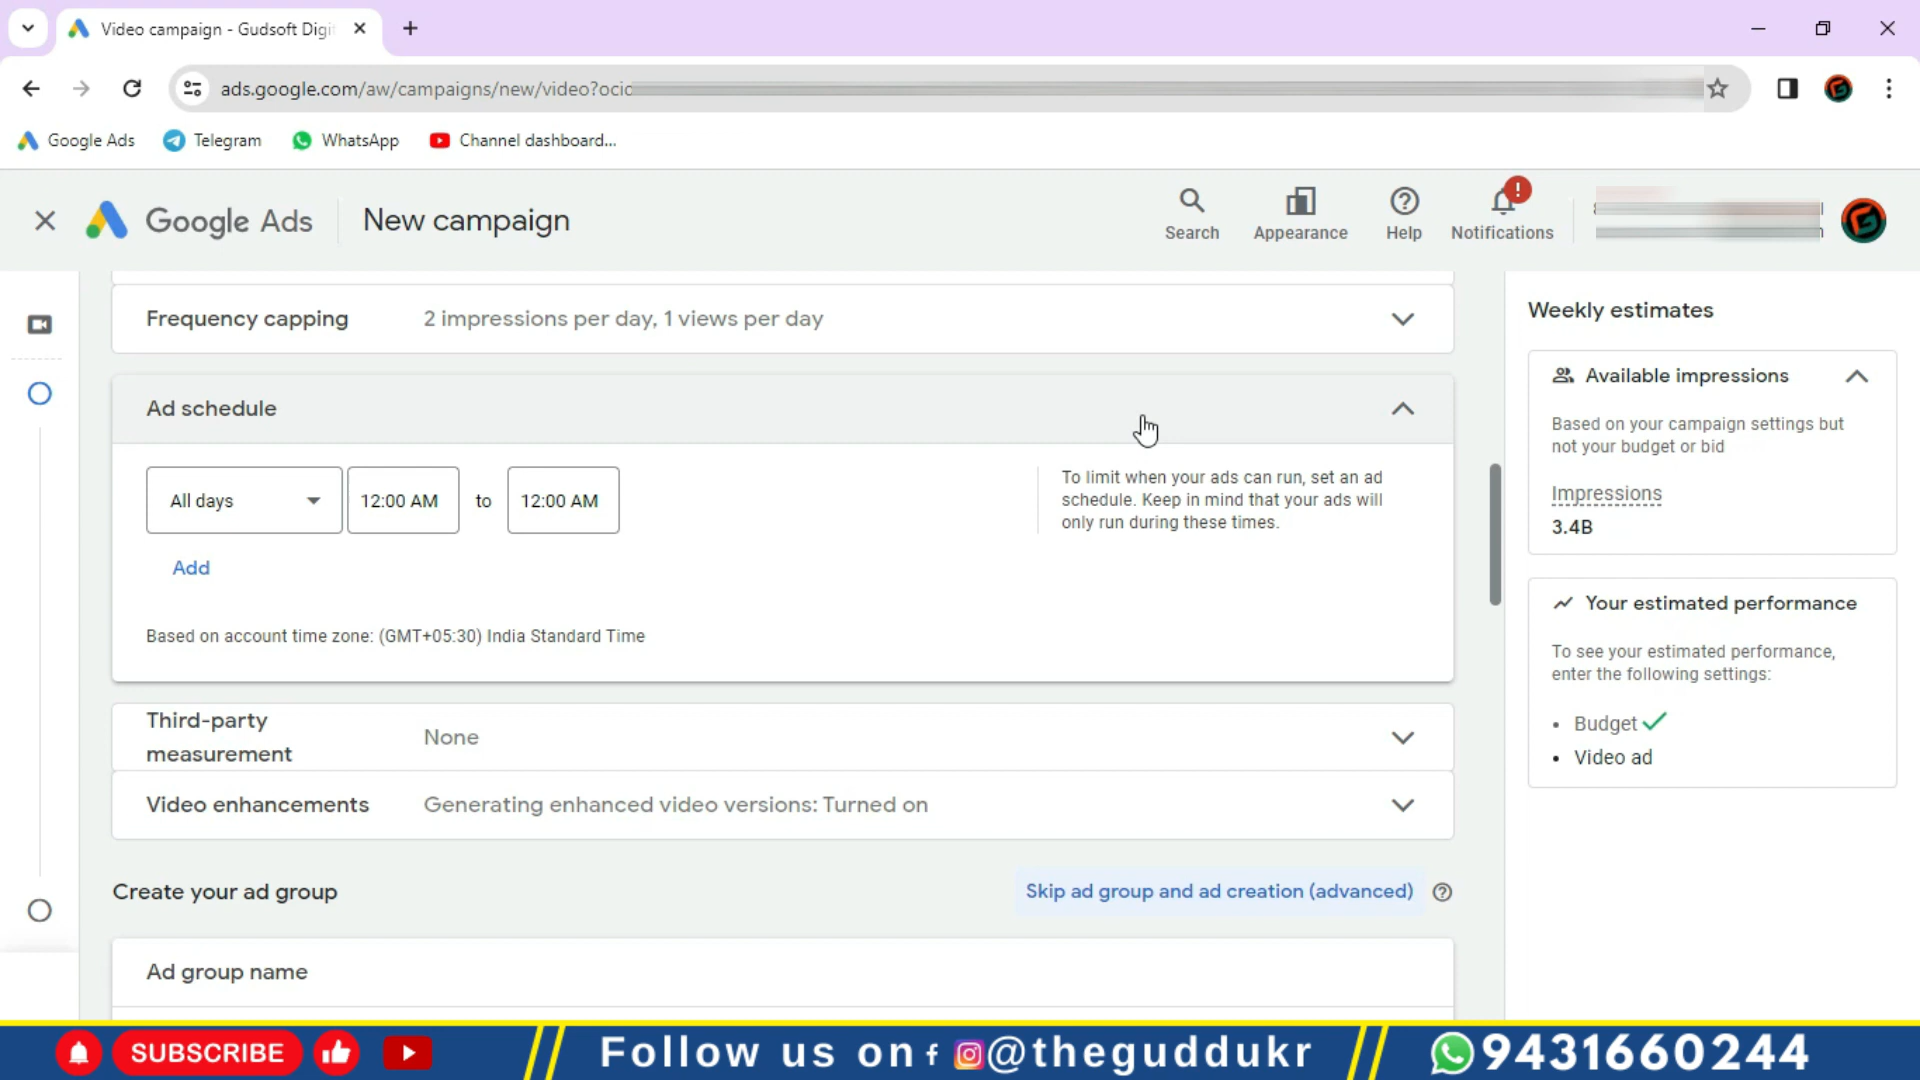 Video campaign - Gudsoft Digi
ads.google.com/aw/campaigns/new/video?ocid
Google Ads
Telegram
WhatsApp
Channel dashboard...
Google Ads
New campaign
Search
Appearance
Help
Notifications
Frequency capping
2 impressions per day, 1 views per day
Ad schedule
All days
12:00 AM
to
12:00 AM
To limit when your ads can run, set an ad
schedule. Keep in mind that your ads will
only run during these times.
Add
Based on account time zone: (GMT+05:30) India Standard Time
Third-party
measurement
None
Video enhancements
Generating enhanced video versions: Turned on
Create your ad group
Skip ad group and ad creation (advanced)
Ad group name
Weekly estimates
Available impressions
Based on your campaign settings but
not your budget or bid
Impressions
3.4B
Your estimated performance
To see your estimated performance,
enter the following settings:
• Budget
• Video ad
SUBSCRIBE
Follow us on f @theguddukr
9431660244